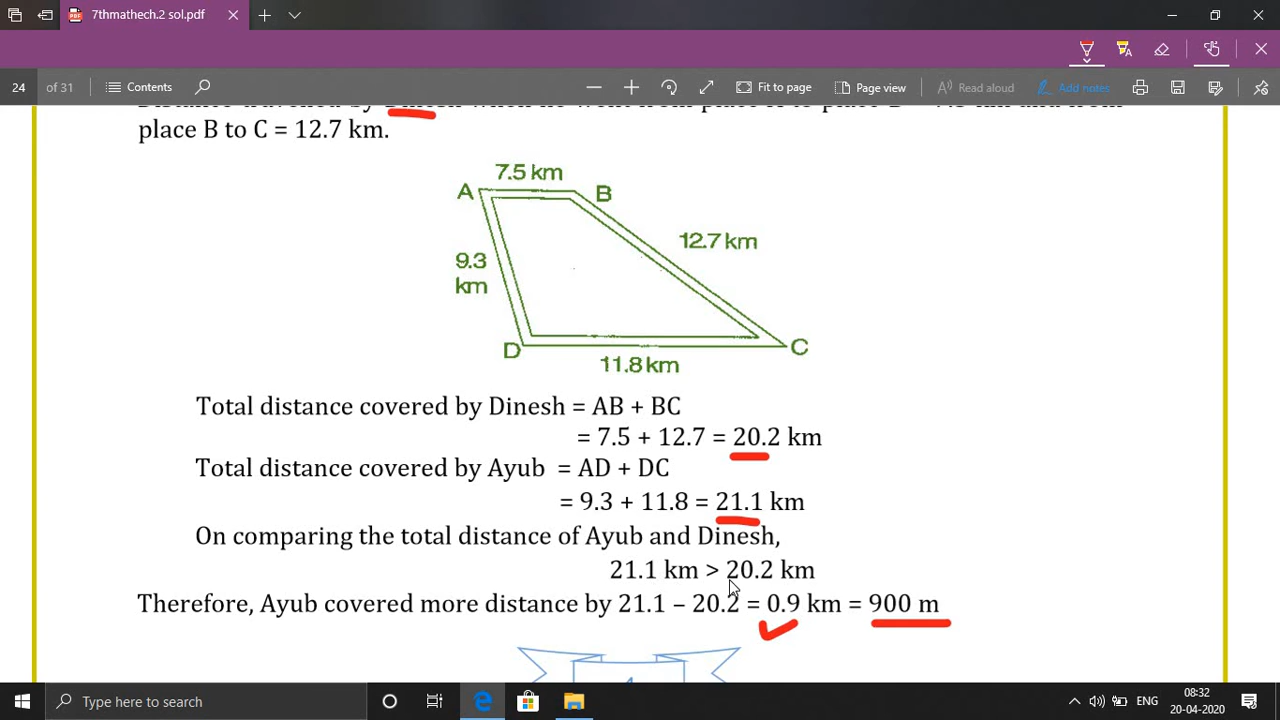 7thmathech.2 sol.pdf
24 of 31 Contents Fit to page Page view Read aloud Add notes
place B to C = 12.7 km.
7.5 km
A B
12.7 km
9.3
km
D C
11.8 km
Total distance covered by Dinesh = AB + BC
= 7.5 + 12.7 = 20.2 km
Total distance covered by Ayub = AD + DC
= 9.3 + 11.8 = 21.1 km
On comparing the total distance of Ayub and Dinesh,
21.1 km > 20.2 km
Therefore, Ayub covered more distance by 21.1 – 20.2 = 0.9 km = 900 m
Type here to search
ENG
08:32
20-04-2020